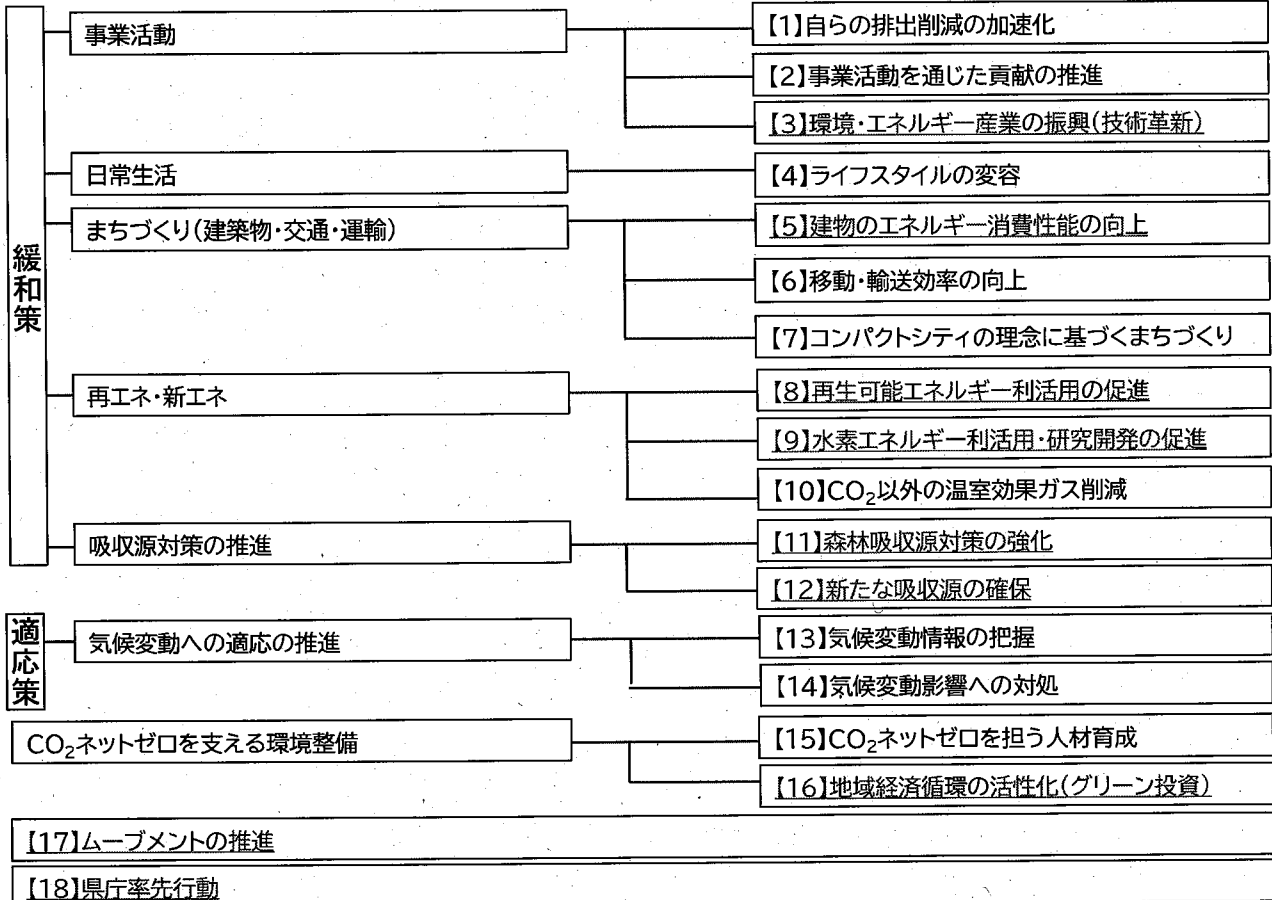 緩和策
事業活動
【1】自らの排出削減の加速化
【2】事業活動を通じた貢献の推進
【3】環境・エネルギー産業の振興(技術革新)
日常生活
【4】ライフスタイルの変容
まちづくり(建築物・交通・運輸)
【5】建物のエネルギー消費性能の向上
【6】移動・輸送効率の向上
【7】コンパクトシティの理念に基づくまちづくり
再エネ・新エネ
【8】再生可能エネルギー利活用の促進
【9】水素エネルギー利活用・研究開発の促進
【10】CO₂以外の温室効果ガス削減
吸収源対策の推進
【11】森林吸収源対策の強化
【12】新たな吸収源の確保
適応策
気候変動への適応の推進
【13】気候変動情報の把握
【14】気候変動影響への対処
CO₂ネットゼロを支える環境整備
【15】CO₂ネットゼロを担う人材育成
【16】地域経済循環の活性化(グリーン投資)
【17】ムーブメントの推進
【18】県庁率先行動